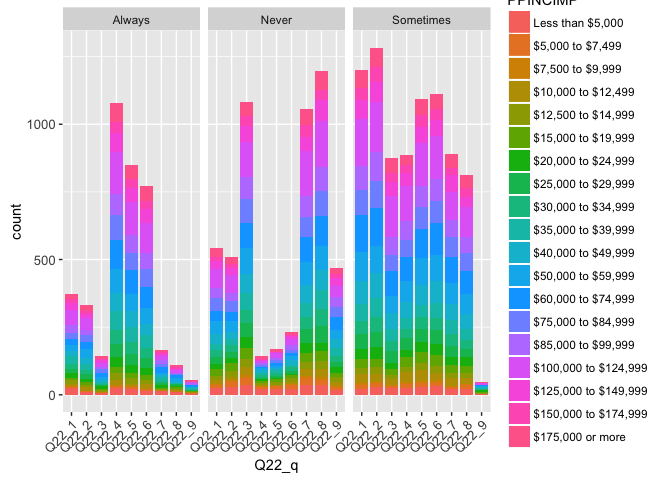 PPINCIMP
Always
Never
Sometimes
Less than $5,000
$5,000 to $7,499
$7,500 to $9,999
$10,000 to $12,499
$12,500 to $14,999
$15,000 to $19,999
$20,000 to $24,999
$25,000 to $29,999
$30,000 to $34,999
$35,000 to $39,999
$40,000 to $49,999
$50,000 to $59,999
$60,000 to $74,999
$75,000 to $84,999
$85,000 to $99,999
$100,000 to $124,999
$125,000 to $149,999
$150,000 to $174,999
$175,000 or more
count
1000
500
0
Q22_1
Q22_2
Q22_3
Q22_4
Q22_5
Q22_6
Q22_7
Q22_8
Q22_9
Q22_1
Q22_2
Q22_3
Q22_4
Q22_5
Q22_6
Q22_7
Q22_8
Q22_9
Q22_1
Q22_2
Q22_3
Q22_4
Q22_5
Q22_6
Q22_7
Q22_8
Q22_9
Q22_q